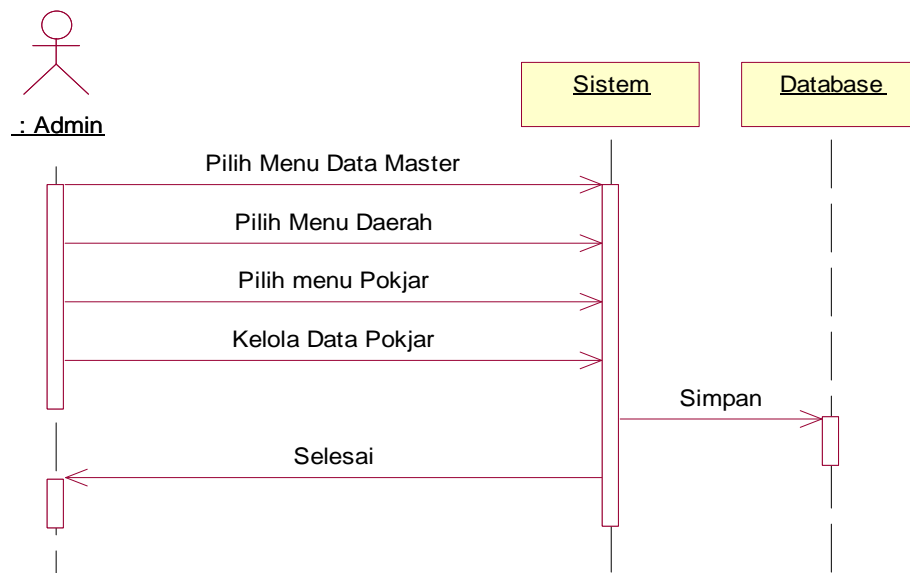 Sistem
Database
: Admin
Pilih Menu Data Master
Pilih Menu Daerah
Pilih menu Pokjar
Kelola Data Pokjar
Simpan
Selesai